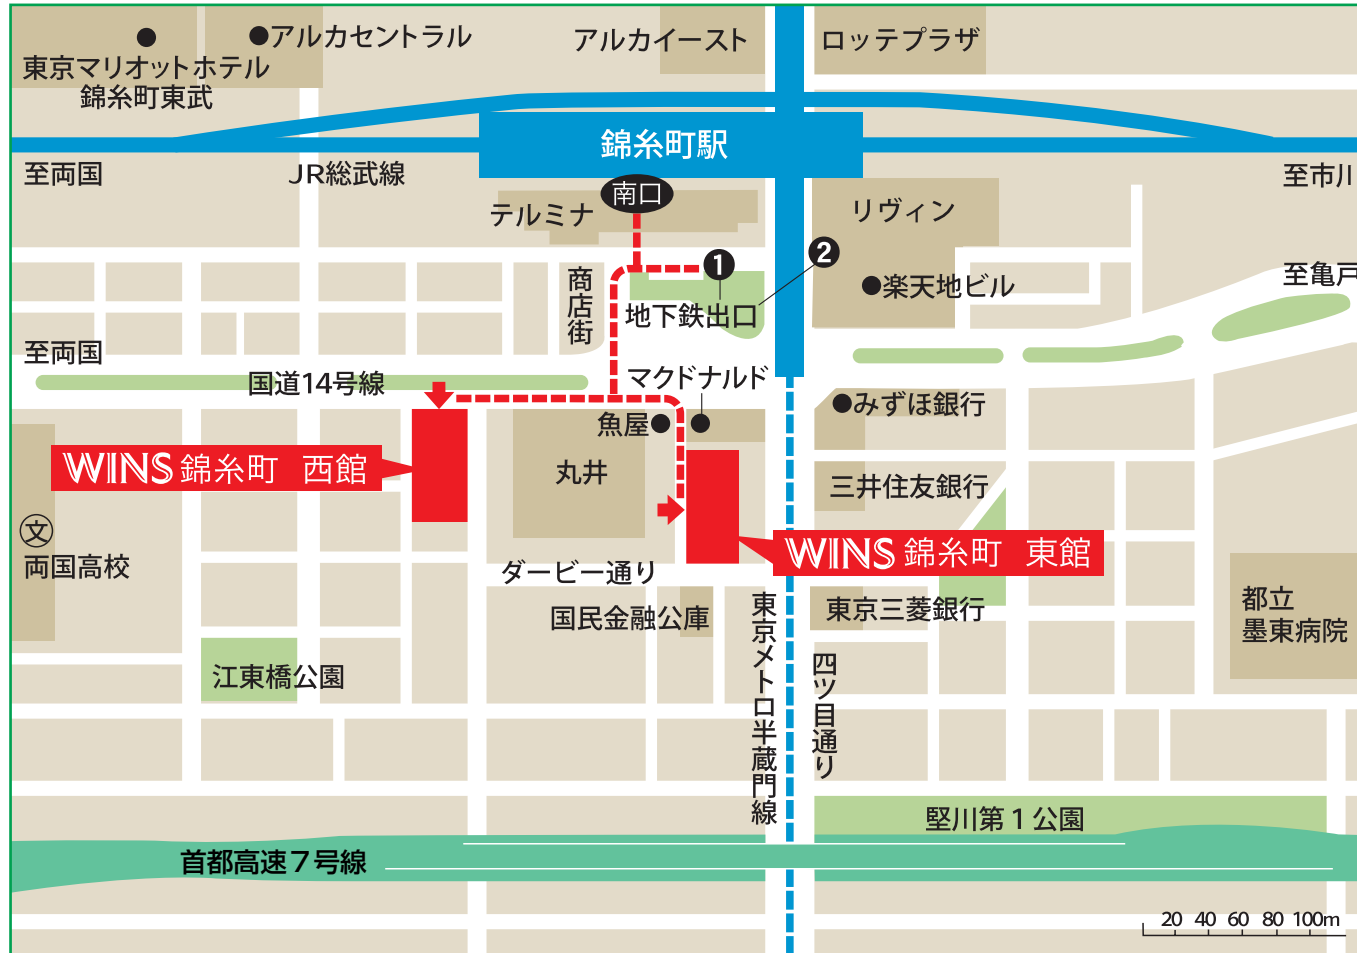 アルカセントラル
アルカイースト
ロッテプラザ
東京マリオットホテル
錦糸町東武
錦糸町駅
至両国
JR総武線
至市川
南口
テルミナ
リヴィン
1
2
商店街
地下鉄出口
楽天地ビル
至亀戸
至両国
国道14号線
マクドナルド
魚屋
みずほ銀行
WINS 錦糸町 西館
丸井
三井住友銀行
文
両国高校
WINS 錦糸町 東館
ダービー通り
国民金融公庫
東京三菱銀行
都立
墨東病院
江東橋公園
東京メトロ半蔵門線
四ツ目通り
堅川第1公園
首都高速7号線
20 40 60 80 100m